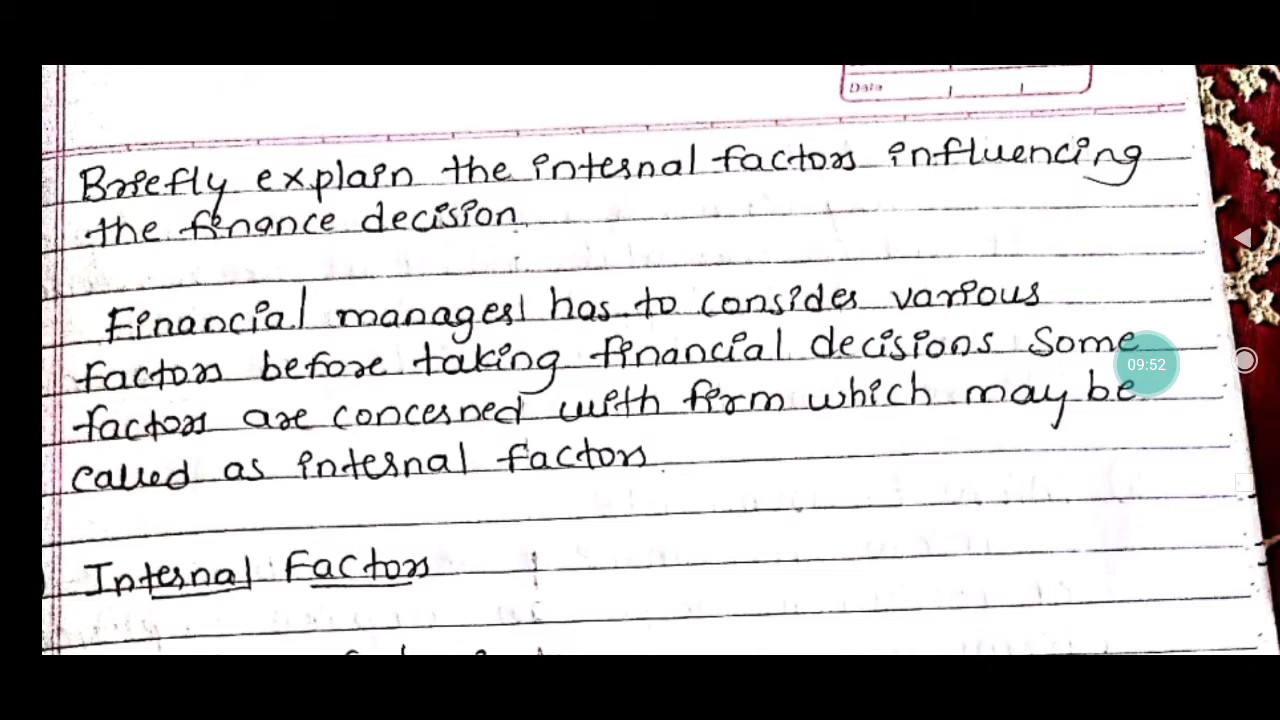 Data
Briefly explain the internal factors influencing
the finance decision.
Financial manager has to consider various
factors before taking financial decisions Some
09:52
factors are concerned with firm which may be
called as internal factors.
Internal Factors